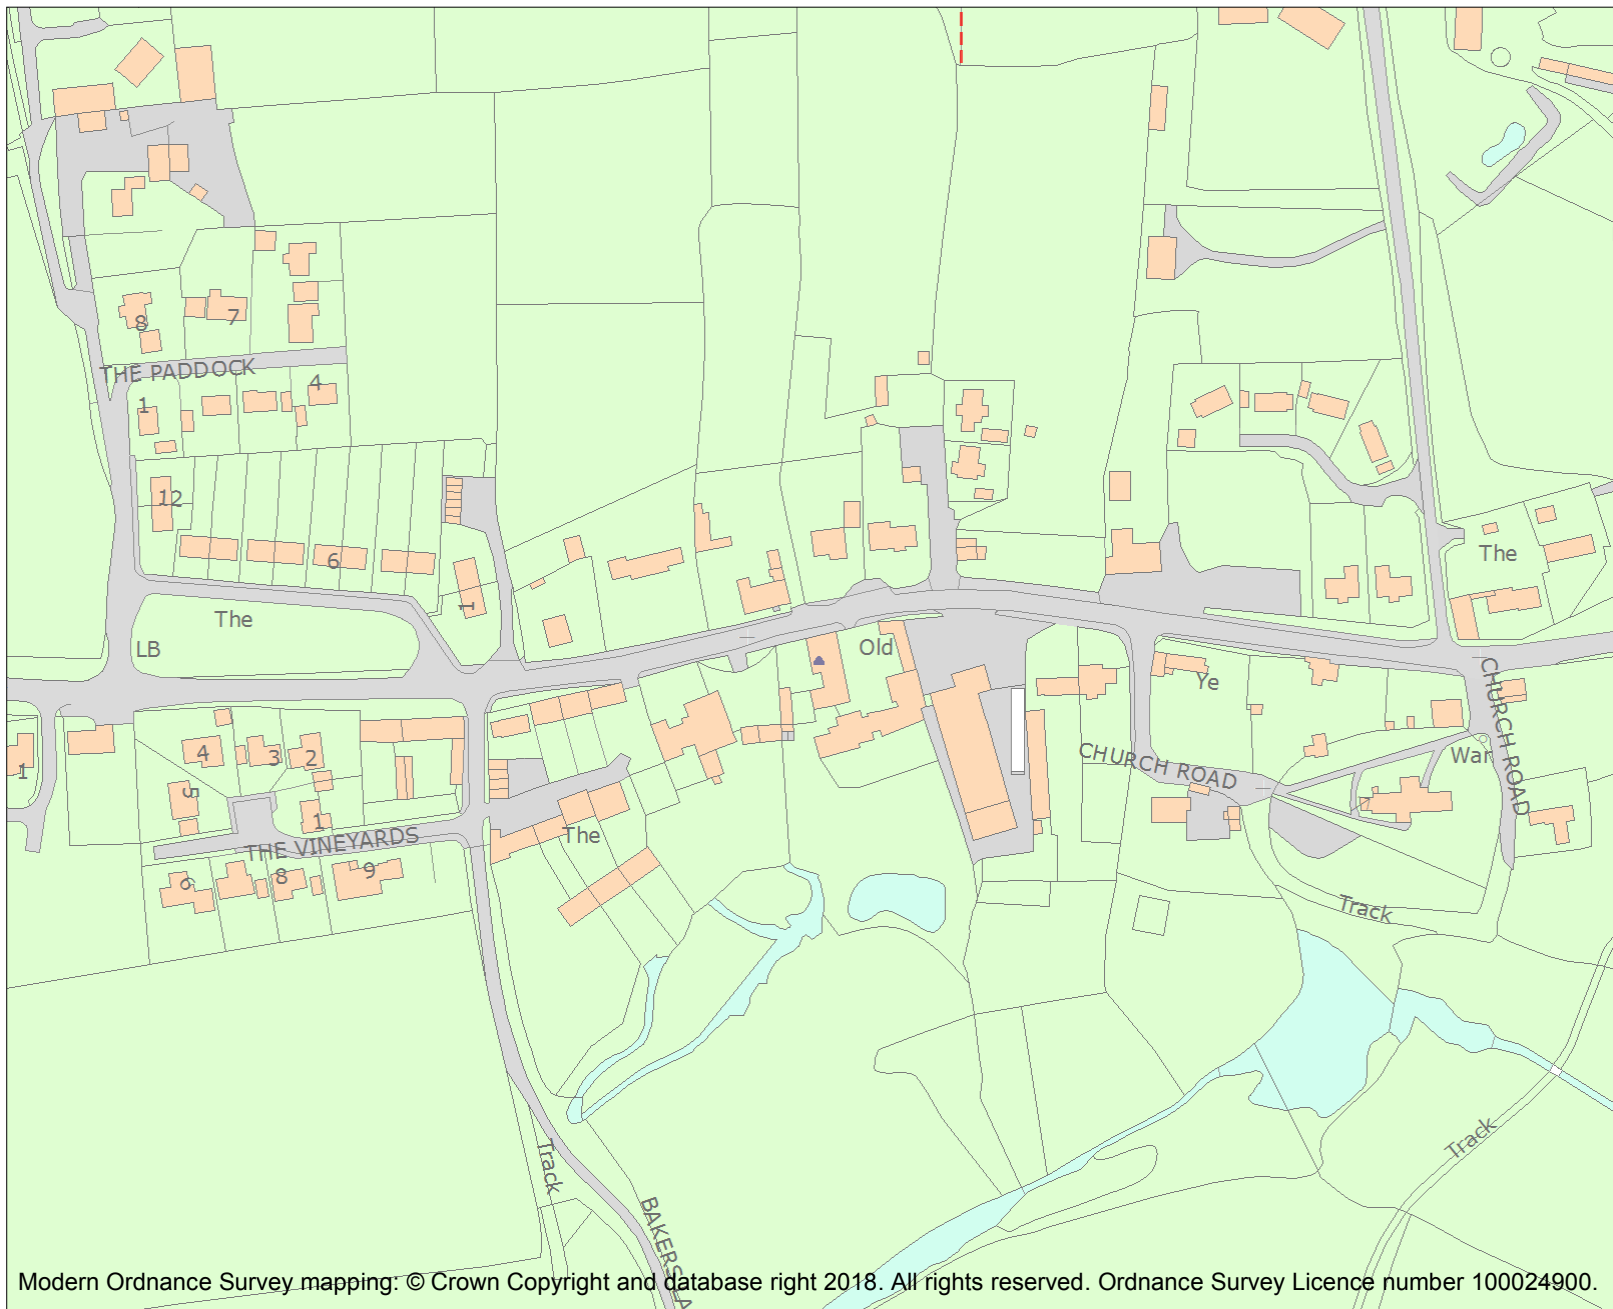 8
7
THE PADDOCK
4
1
12
6
1
The
The
LB
Old
Ye
CHURCH ROAD
CHURCH ROAD
War
4
3
2
1
5
1
THE VINEYARDS
The
6
8
9
Track
Track
Track
BAKERS LA
Modern Ordnance Survey mapping: © Crown Copyright and database right 2018. All rights reserved. Ordnance Survey Licence number 100024900.